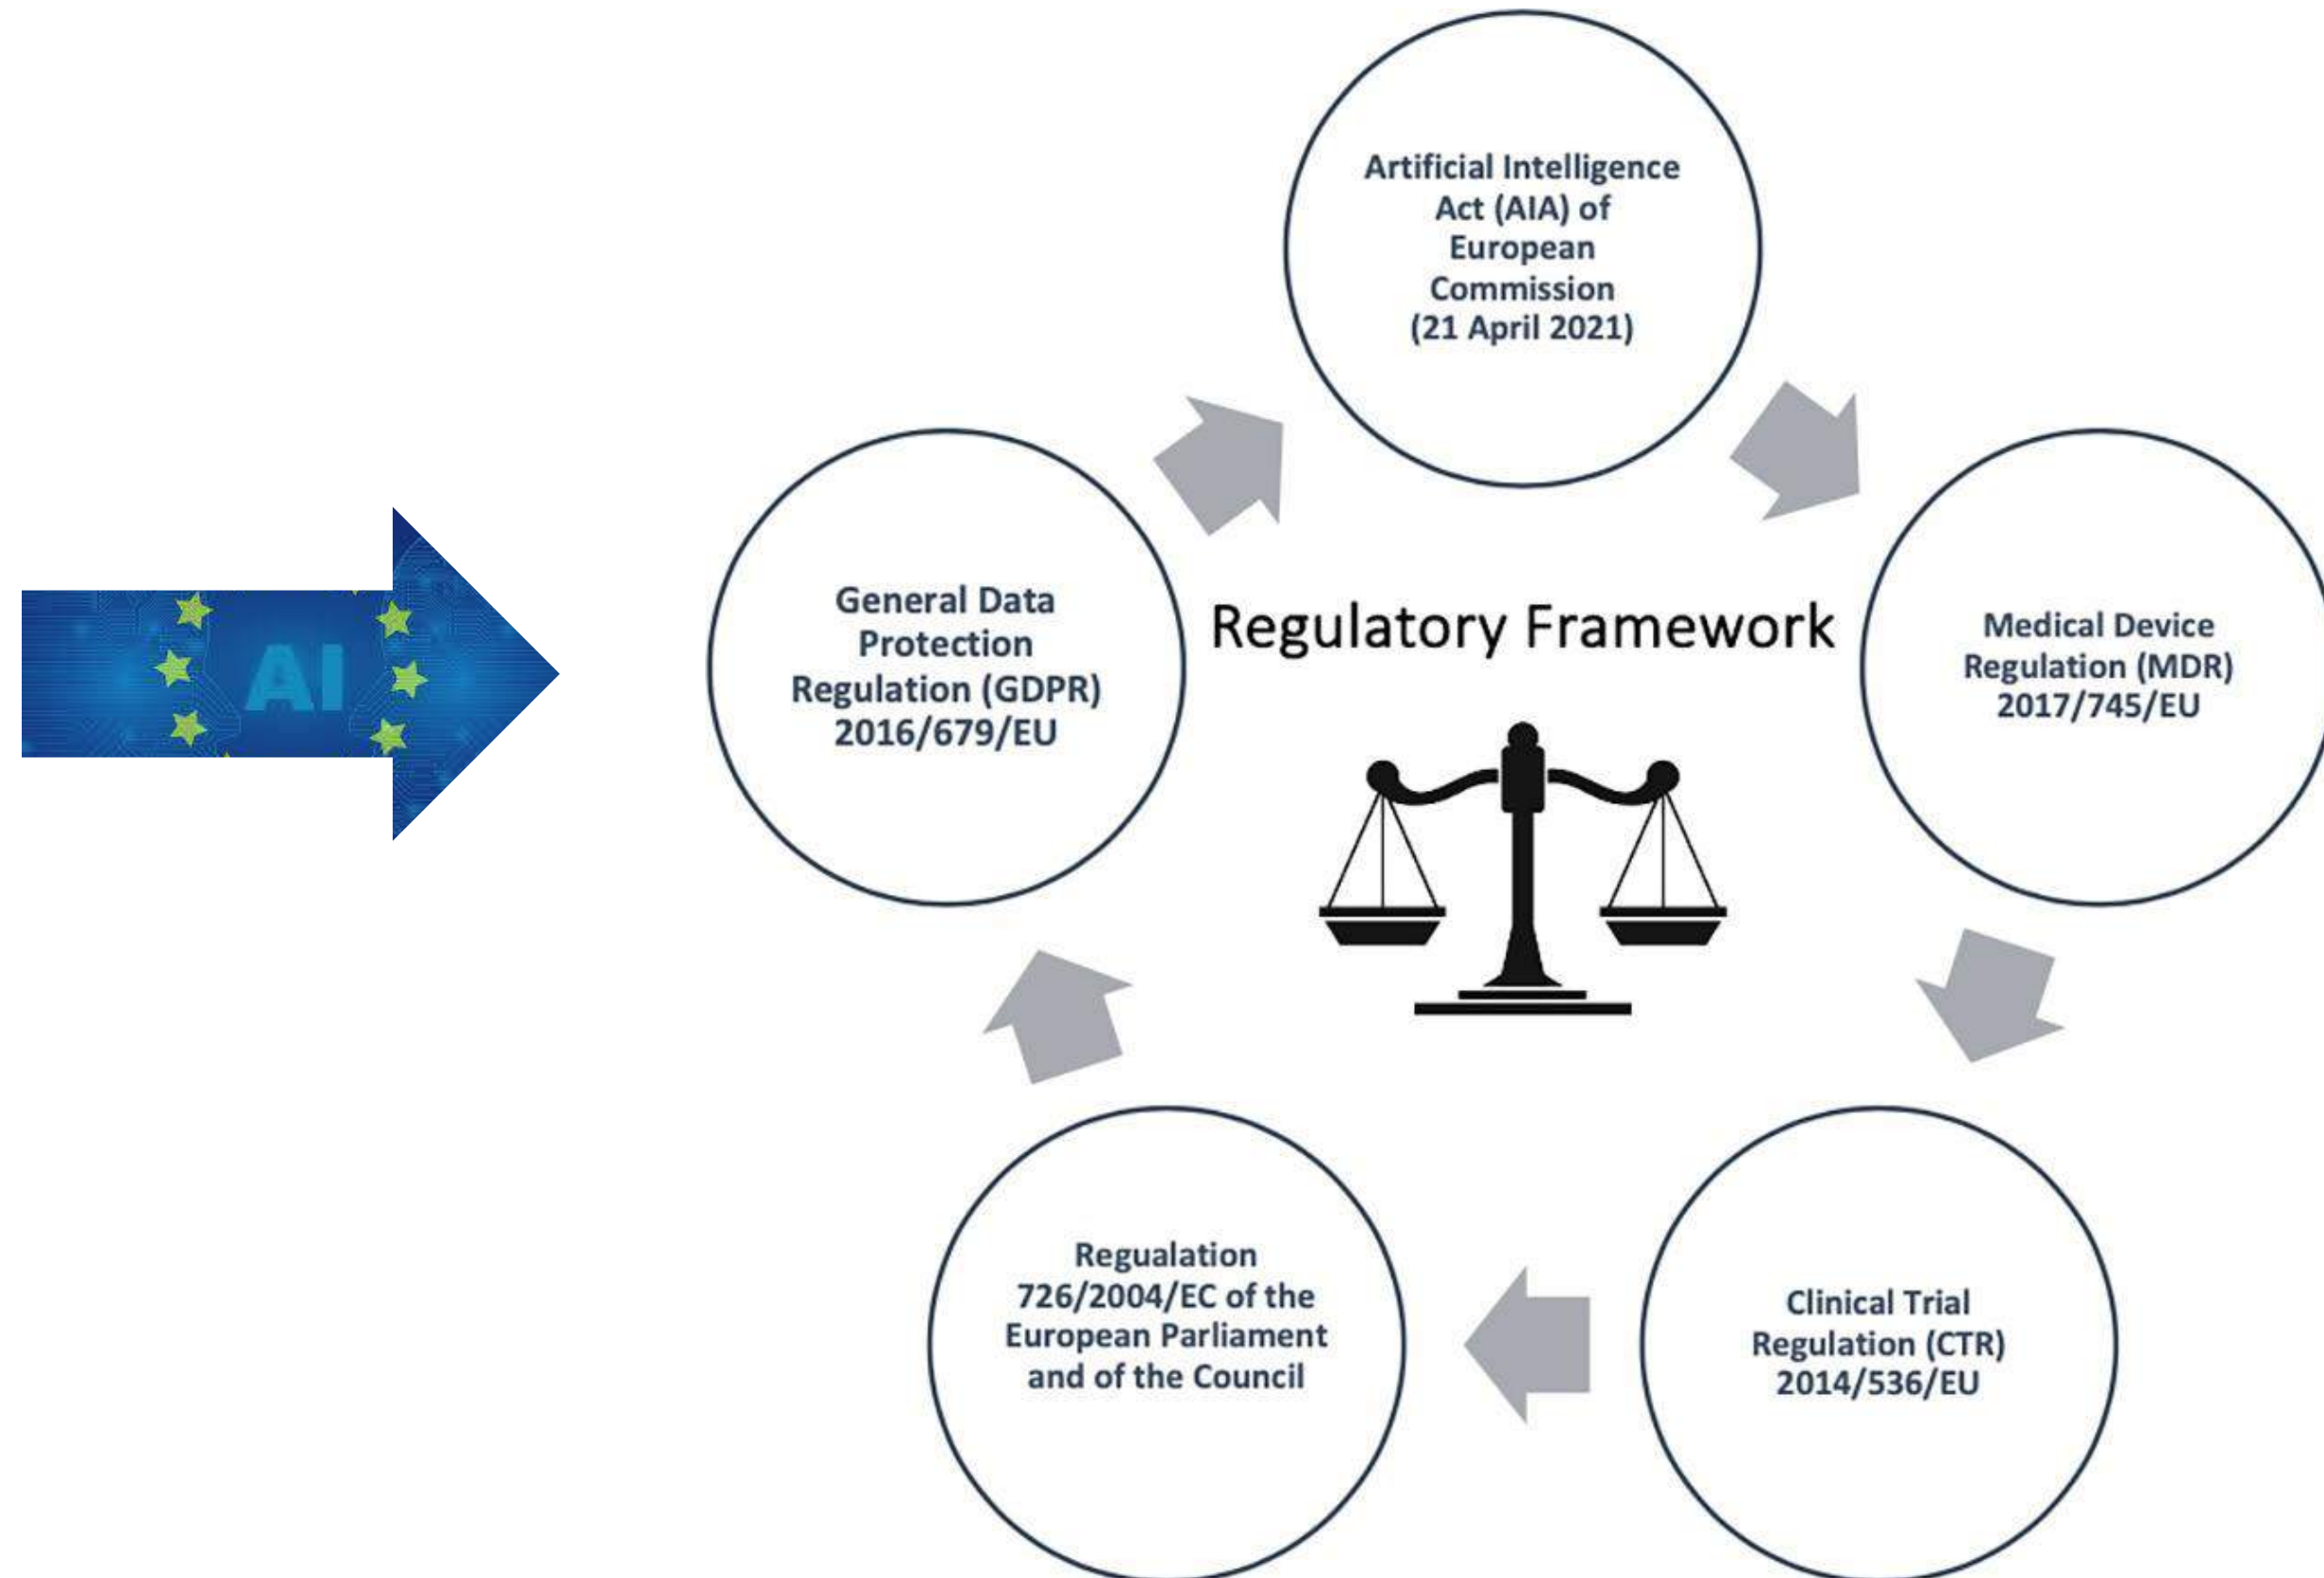 Artificial Intelligence
Act (AIA) of
European
Commission
(21 April 2021)
General Data
Protection
Regulation (GDPR)
2016/679/EU
Regulatory Framework
Medical Device
Regulation (MDR)
2017/745/EU
AI
Regualation
726/2004/EC of the
European Parliament
and of the Council
Clinical Trial
Regulation (CTR)
2014/536/EU